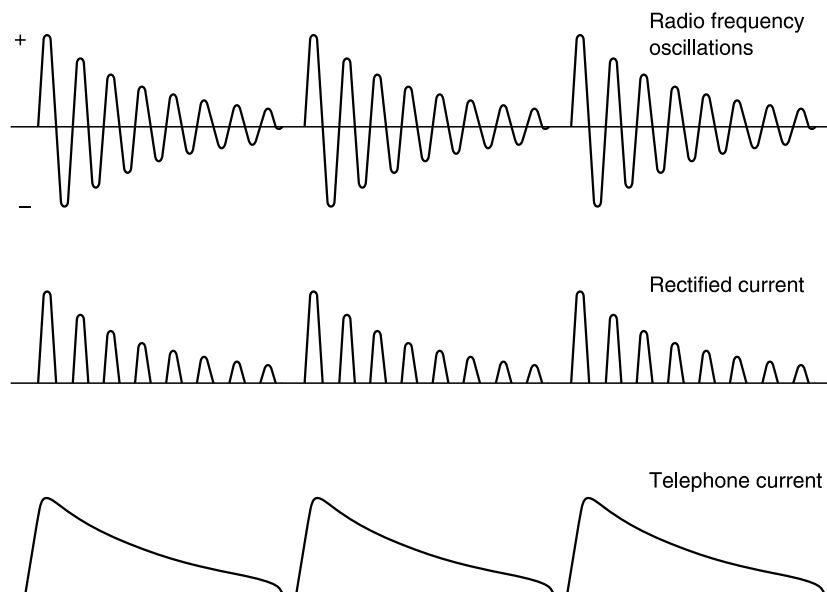 Radio frequency
oscillations
+
−
Rectified current
Telephone current